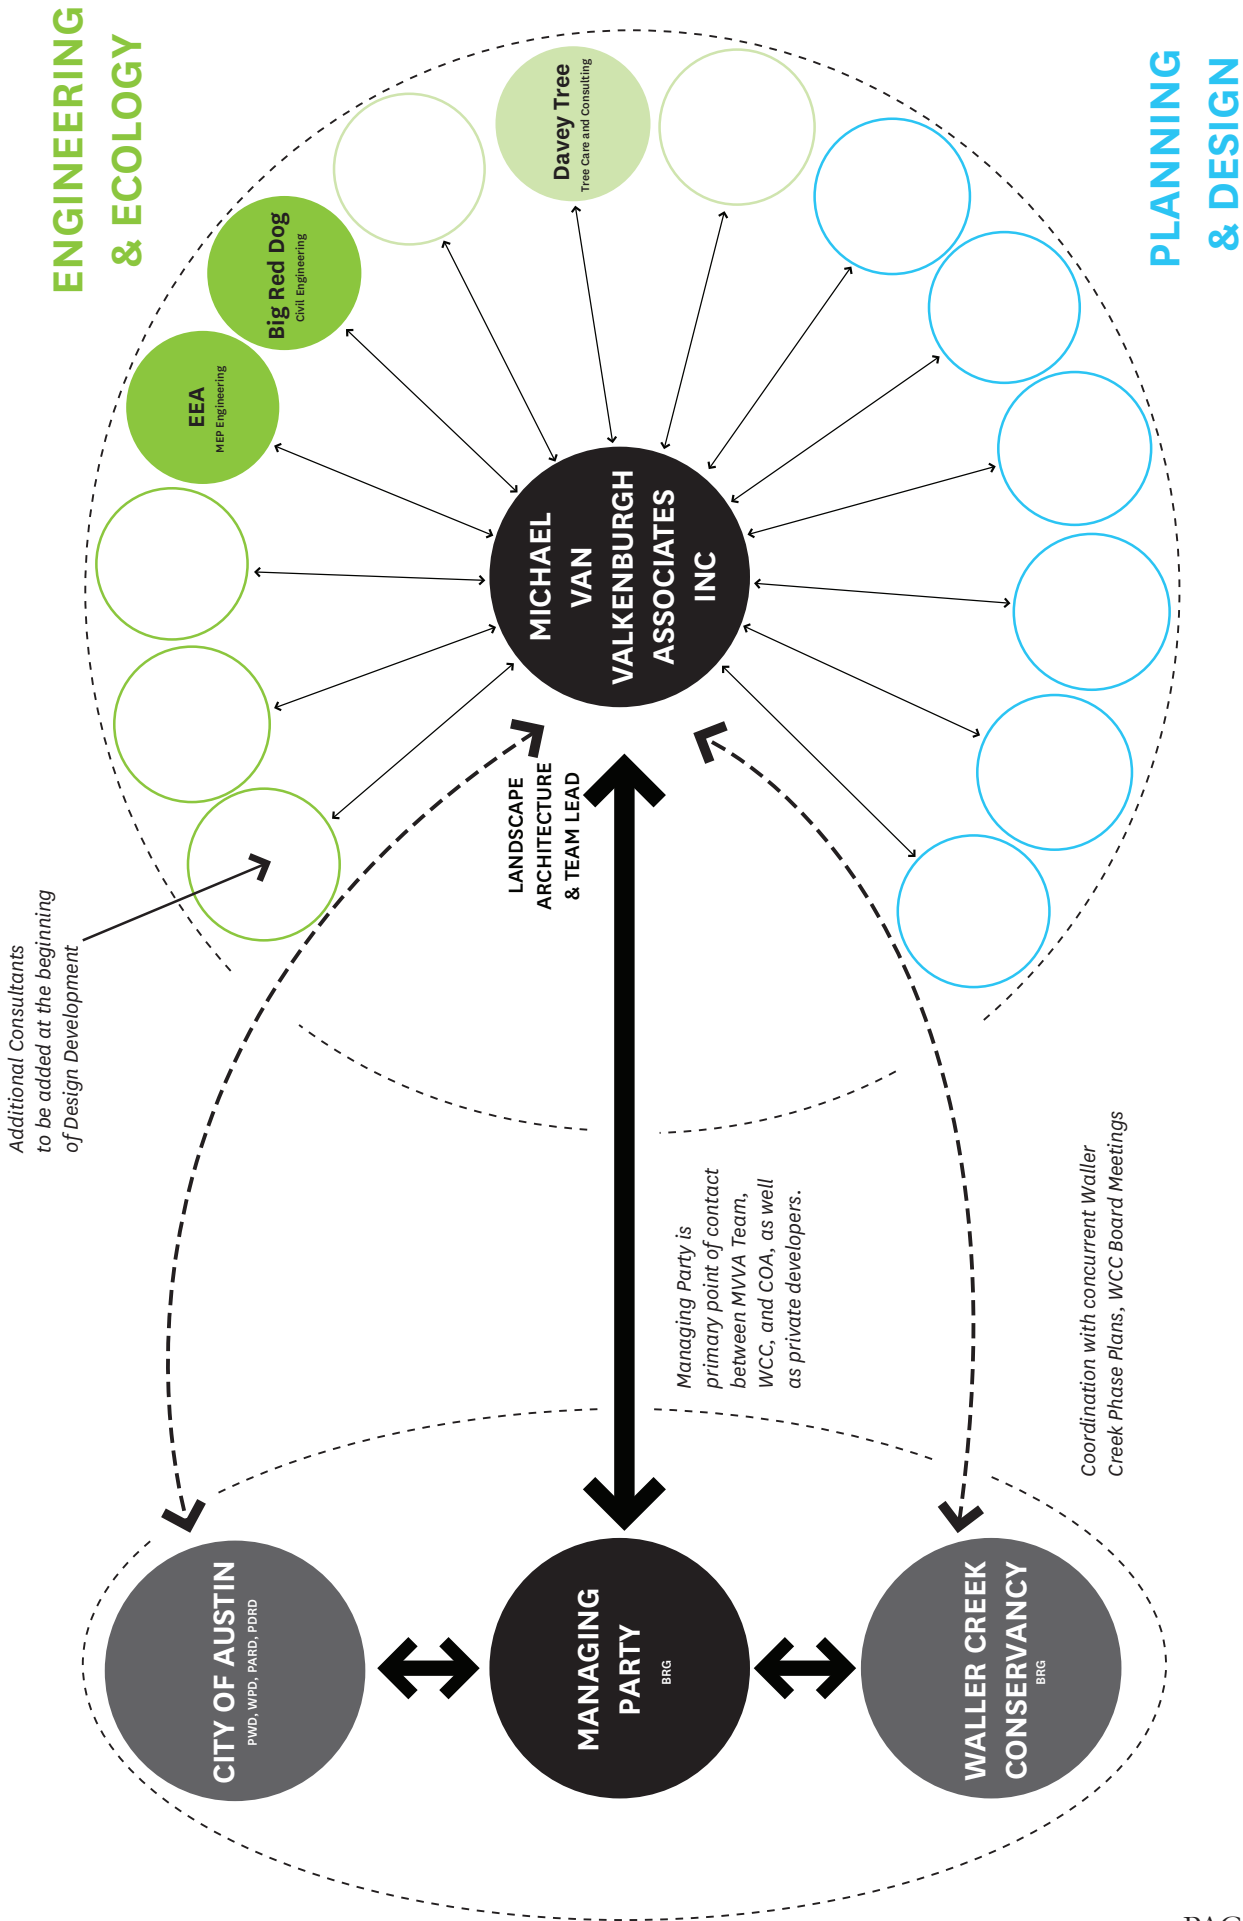 ENGINEERING
& ECOLOGY
Additional Consultants
to be added at the beginning
of Design Development
EEA
MEP Engineering
Big Red Dog
Civil Engineering
Davey Tree
Tree Care and Consulting
CITY OF AUSTIN
PWD, WPD, PARD, PDRD
MANAGING
PARTY
BRG
WALLER CREEK
CONSERVANCY
BRG
LANDSCAPE
ARCHITECTURE
& TEAM LEAD
MICHAEL
VAN
VALKENBURGH
ASSOCIATES
INC
Managing Party is
primary point of contact
between MVVA Team,
WCC, and COA, as well
as private developers.
Coordination with concurrent Waller
Creek Phase Plans, WCC Board Meetings
PLANNING
& DESIGN